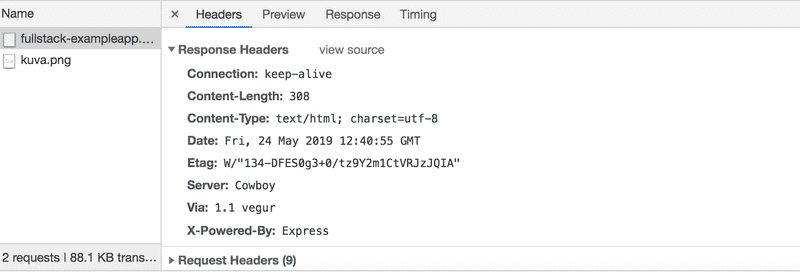 Name
fullstack-exampleapp....
kuva.png
2 requests | 88.1 KB trans...
× Headers Preview Response Timing
▼ Response Headers view source
Connection: keep-alive
Content-Length: 308
Content-Type: text/html; charset=utf-8
Date: Fri, 24 May 2019 12:40:55 GMT
Etag: W/"134-DFES0g3+0/tz9Y2m1CtVRJzJQIA"
Server: Cowboy
Via: 1.1 vegur
X-Powered-By: Express
▶ Request Headers (9)